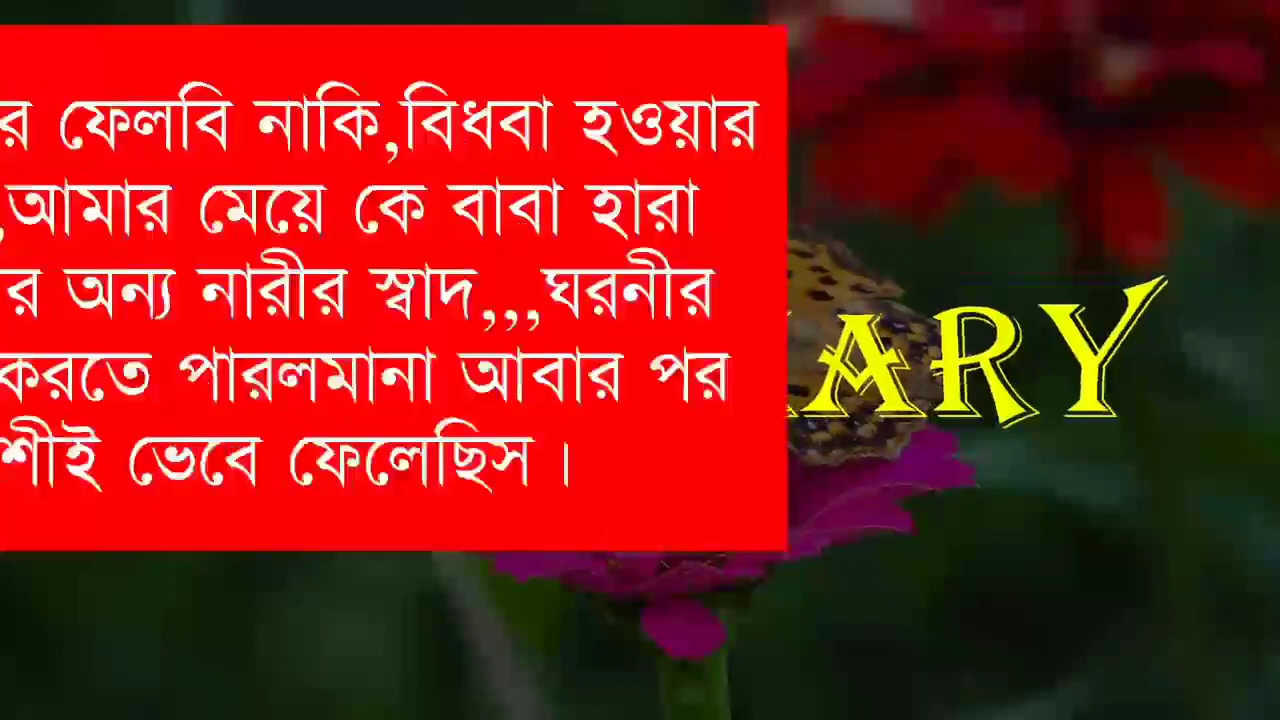 র ফেলবি নাকি,বিধবা হওয়ার
,আমার মেয়ে কে বাবা হারা
র অন্য নারীর স্বাদ,,,ঘরনীর
করতে পারলমানা আবার পর
শীই ভেবে ফেলেছিস।
ARY